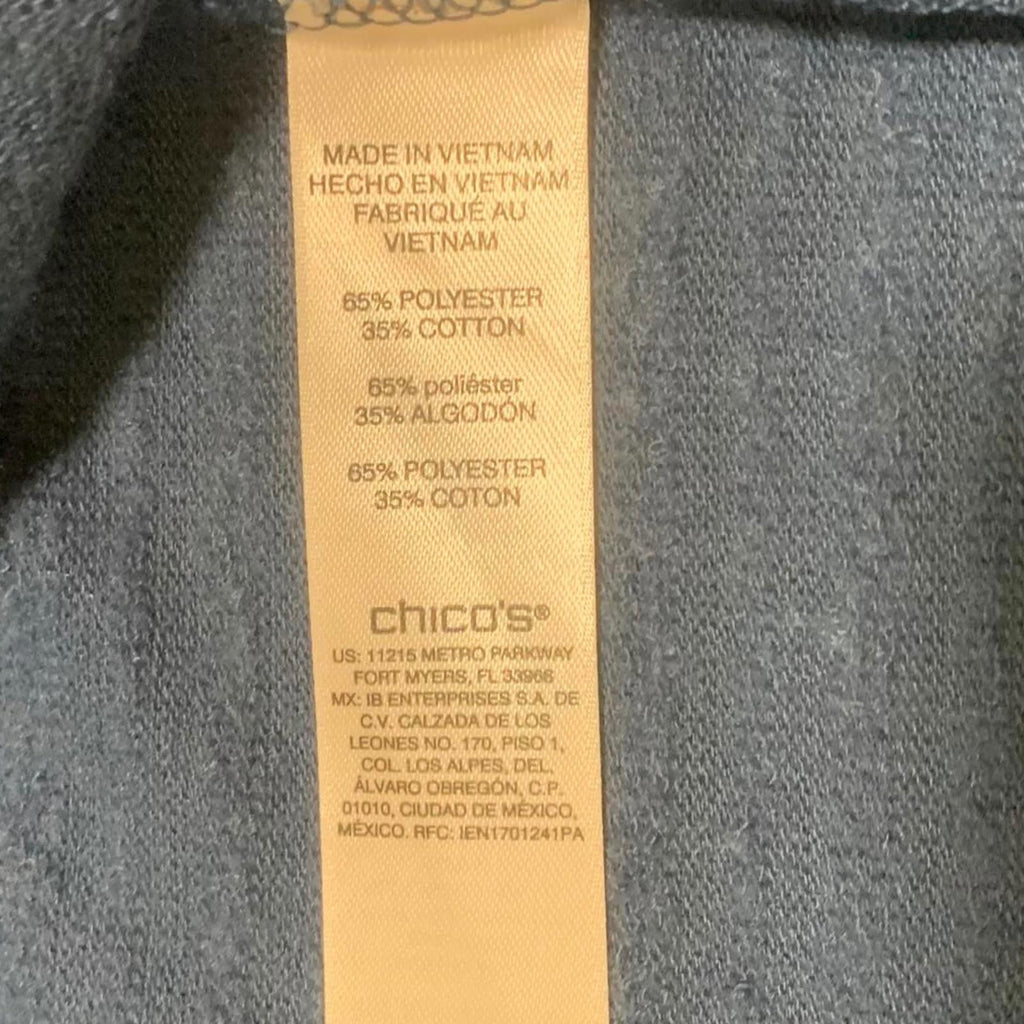 MADE IN VIETNAM
HECHO EN VIETNAM
FABRIQUÉ AU
VIETNAM
65% POLYESTER
35% COTTON
65% poliéster
35% ALGODÓN
65% POLYESTER
35% COTON
chico's®
US: 11215 METRO PARKWAY
FORT MYERS, FL 33966
MX: IB ENTERPRISES S.A. DE
C.V. CALZADA DE LOS
LEONES NO. 170, PISO 1,
COL. LOS ALPES, DEL.
ÁLVARO OBREGÓN, C.P.
01010, CIUDAD DE MÉXICO,
MÉXICO. RFC: IEN1701241PA